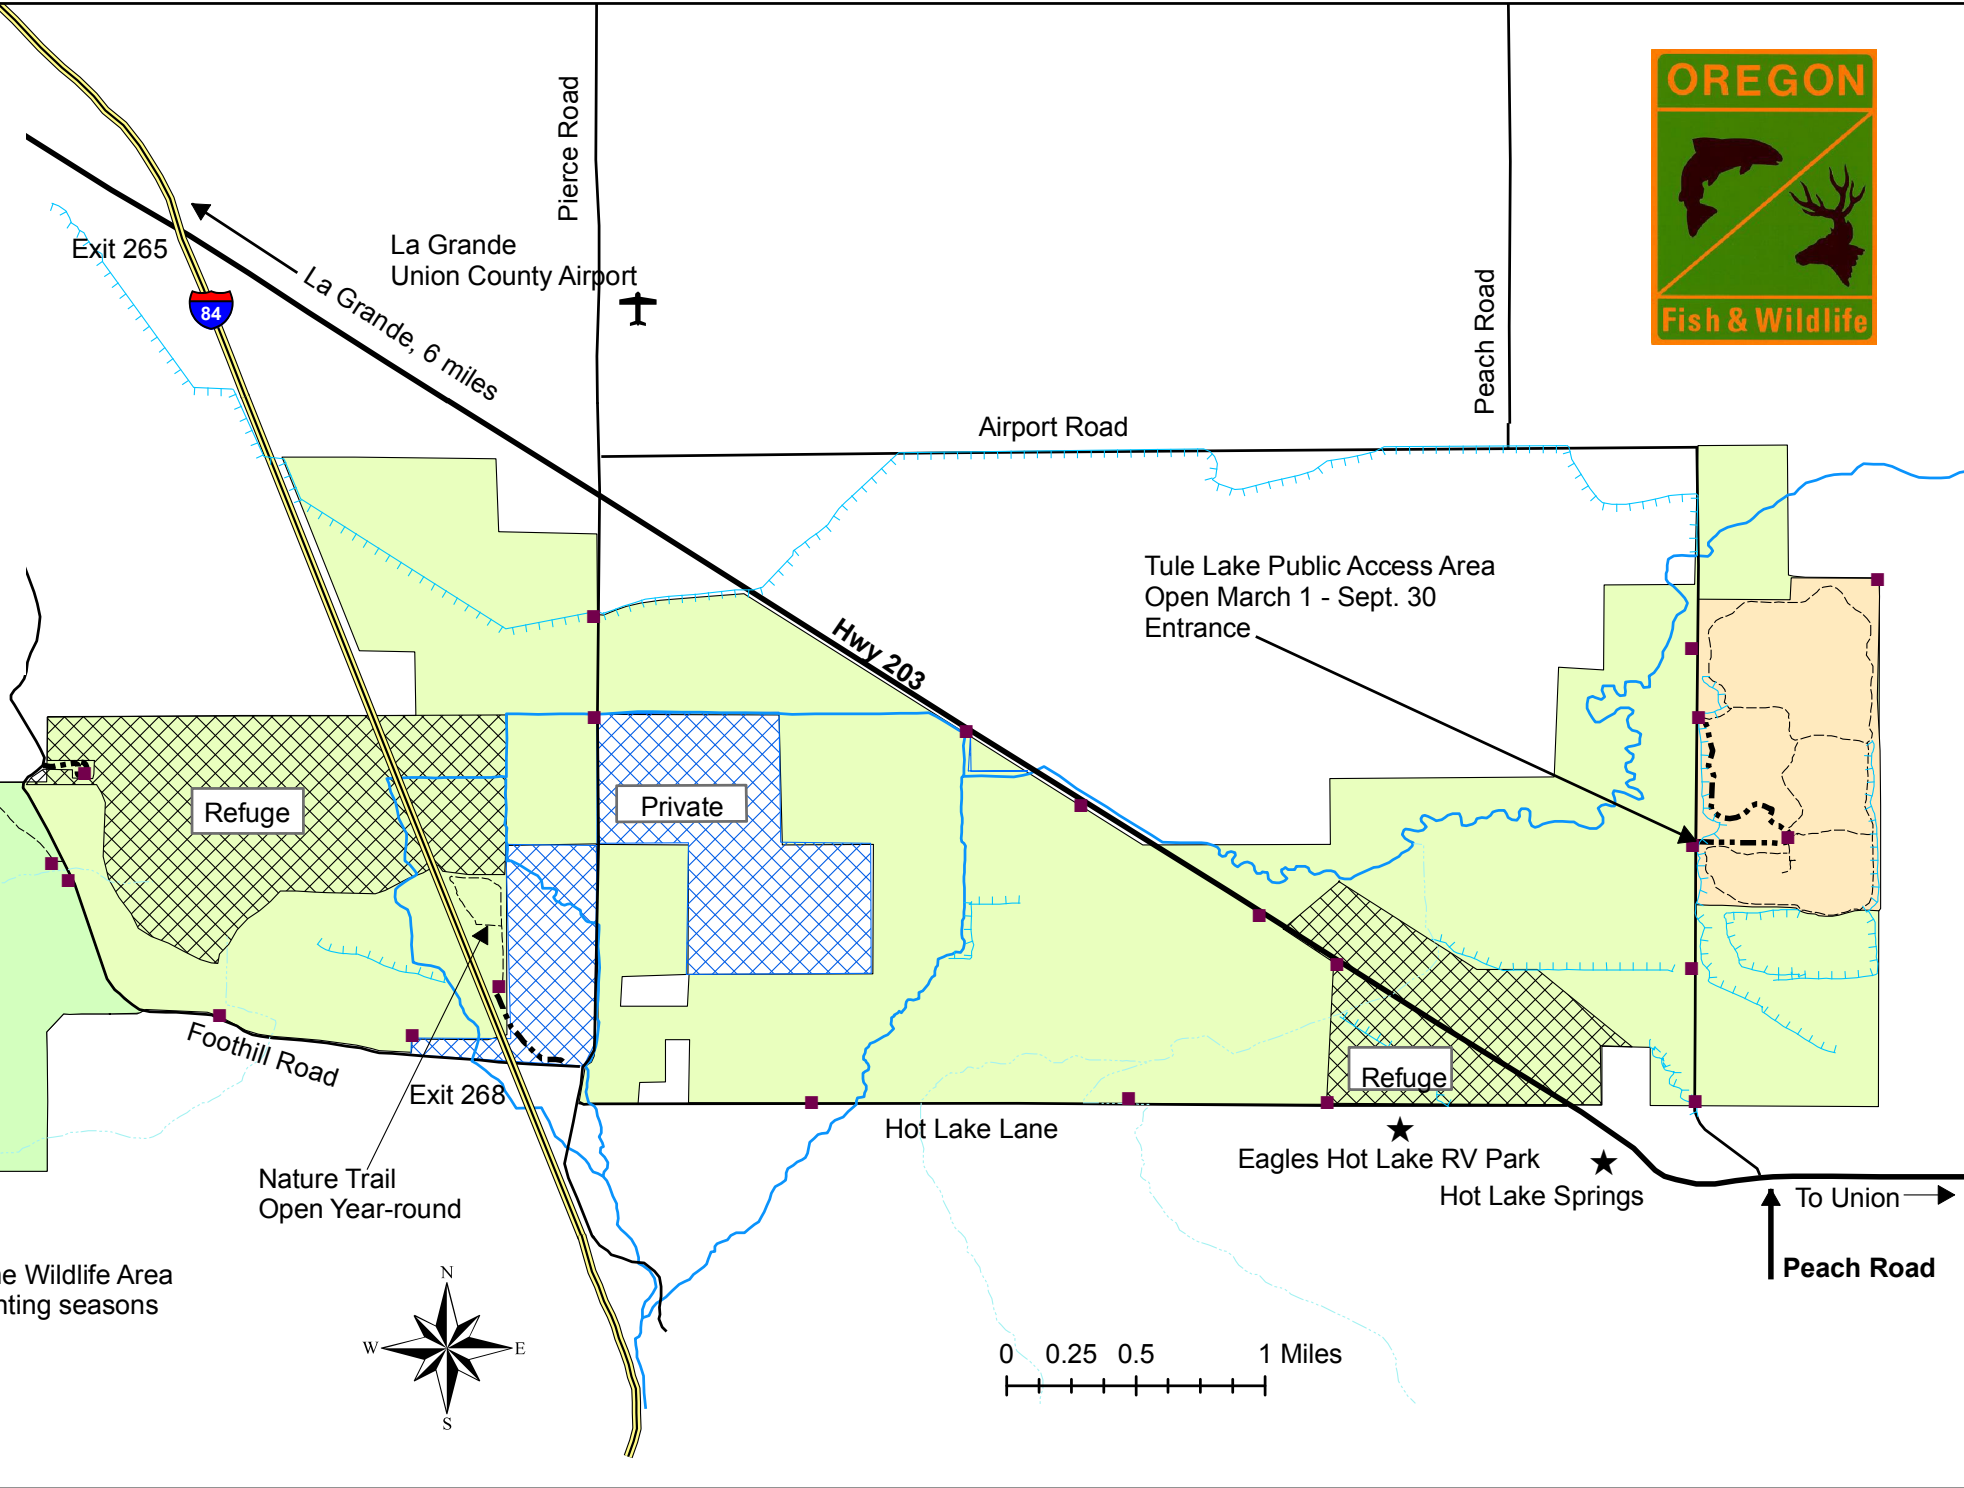 OREGON
Fish & Wildlife
Pierce Road
Peach Road
Exit 265
84
La Grande
Union County Airport
La Grande, 6 miles
Airport Road
Tule Lake Public Access Area
Open March 1 - Sept. 30
Entrance
Hwy 203
Refuge
Private
Foothill Road
Exit 268
Refuge
Hot Lake Lane
Eagles Hot Lake RV Park
Hot Lake Springs
To Union
Peach Road
Nature Trail
Open Year-round
Wildlife Area
seasons
N
W
E
S
0 0.25 0.5 1 Miles